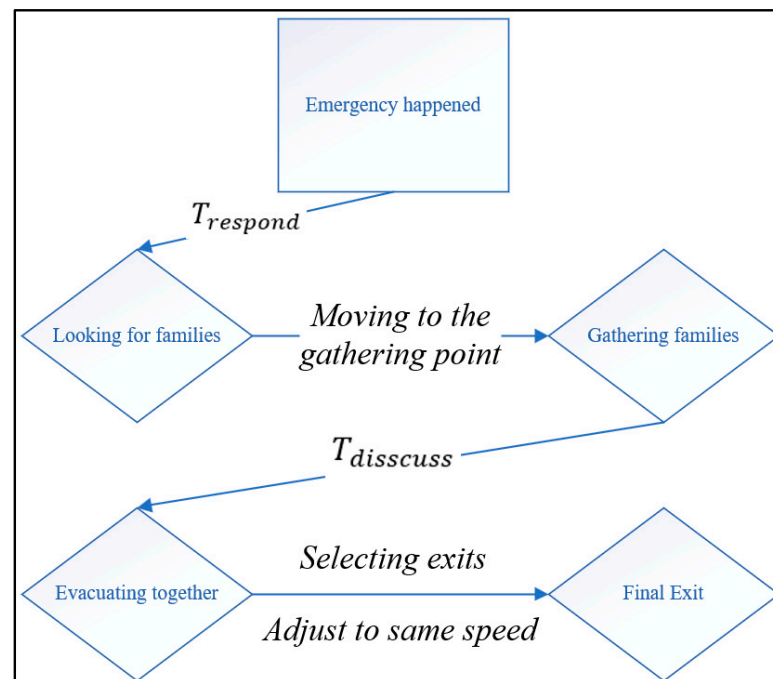 Emergency happened
T_respond
Looking for families
Moving to the
gathering point
Gathering families
T_disscuss
Evacuating together
Selecting exits
Adjust to same speed
Final Exit